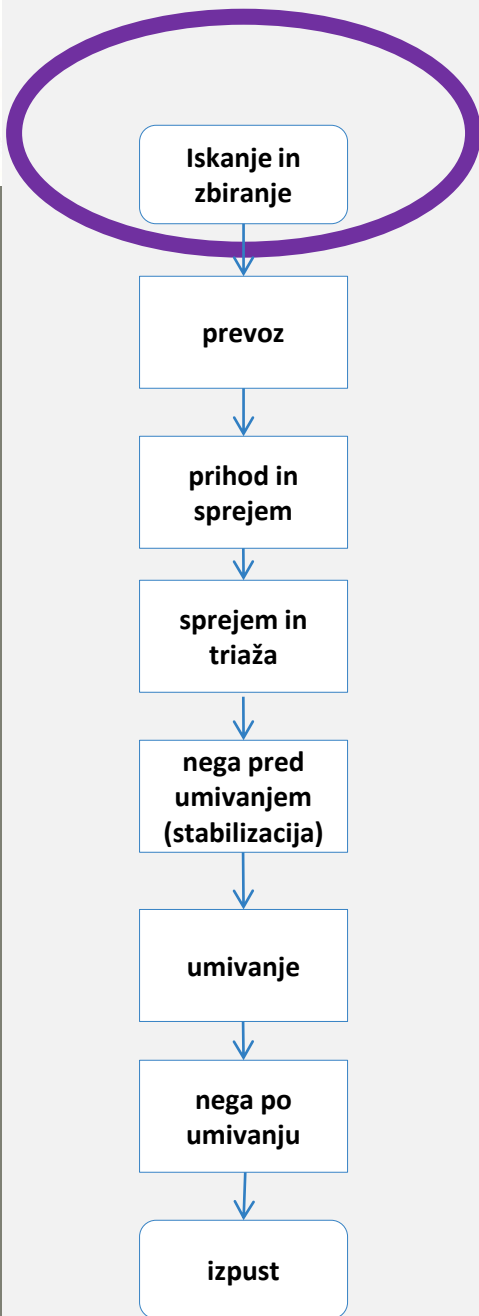 Iskanje in
zbiranje
prevoz
prihod in
sprejem
sprejem in
triaža
nega pred
umivanjem
(stabilizacija)
umivanje
nega po
umivanju
izpust